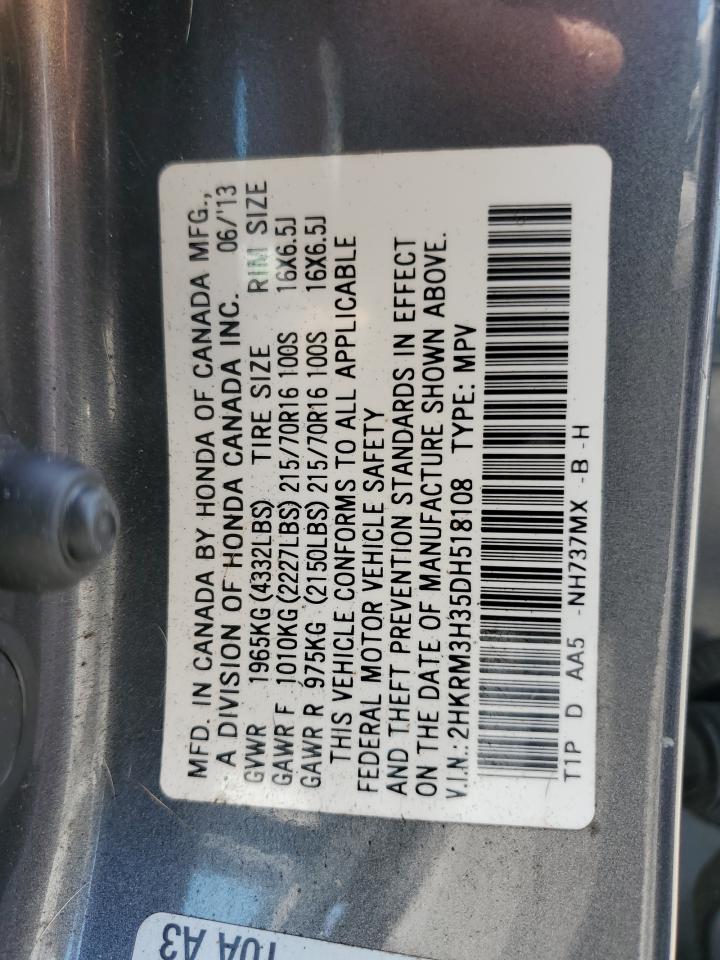 MFD. IN CANADA BY HONDA OF CANADA MFG.,
A DIVISION OF HONDA CANADA INC. 06/'13
GVWR 1965KG (4332LBS) TIRE SIZE RIM SIZE
GAWR F 1010KG (2227LBS) 215/70R16 100S 16X6.5J
GAWR R 975KG (2150LBS) 215/70R16 100S 16X6.5J
THIS VEHICLE CONFORMS TO ALL APPLICABLE
FEDERAL MOTOR VEHICLE SAFETY
AND THEFT PREVENTION STANDARDS IN EFFECT
ON THE DATE OF MANUFACTURE SHOWN ABOVE.
V.I.N.: 2HKRM3H35DH518108 TYPE: MPV
T1P D AA5 -NH737MX -B -H
A3